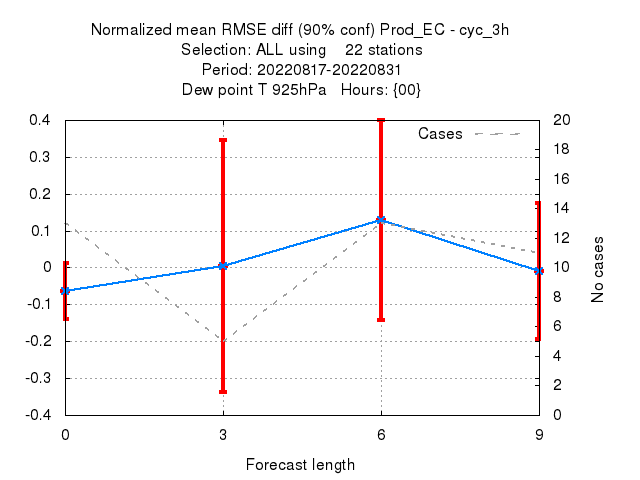 Normalized mean RMSE diff (90% conf) Prod_EC - cyc_3h
Selection: ALL using    22 stations
Period: 20220817-20220831
Dew point T 925hPa   Hours: {00}
Cases
0.4
0.3
0.2
0.1
0
-0.1
-0.2
-0.3
-0.4
20
18
16
14
12
10
8
6
4
2
0
No cases
0 3 6 9
Forecast length